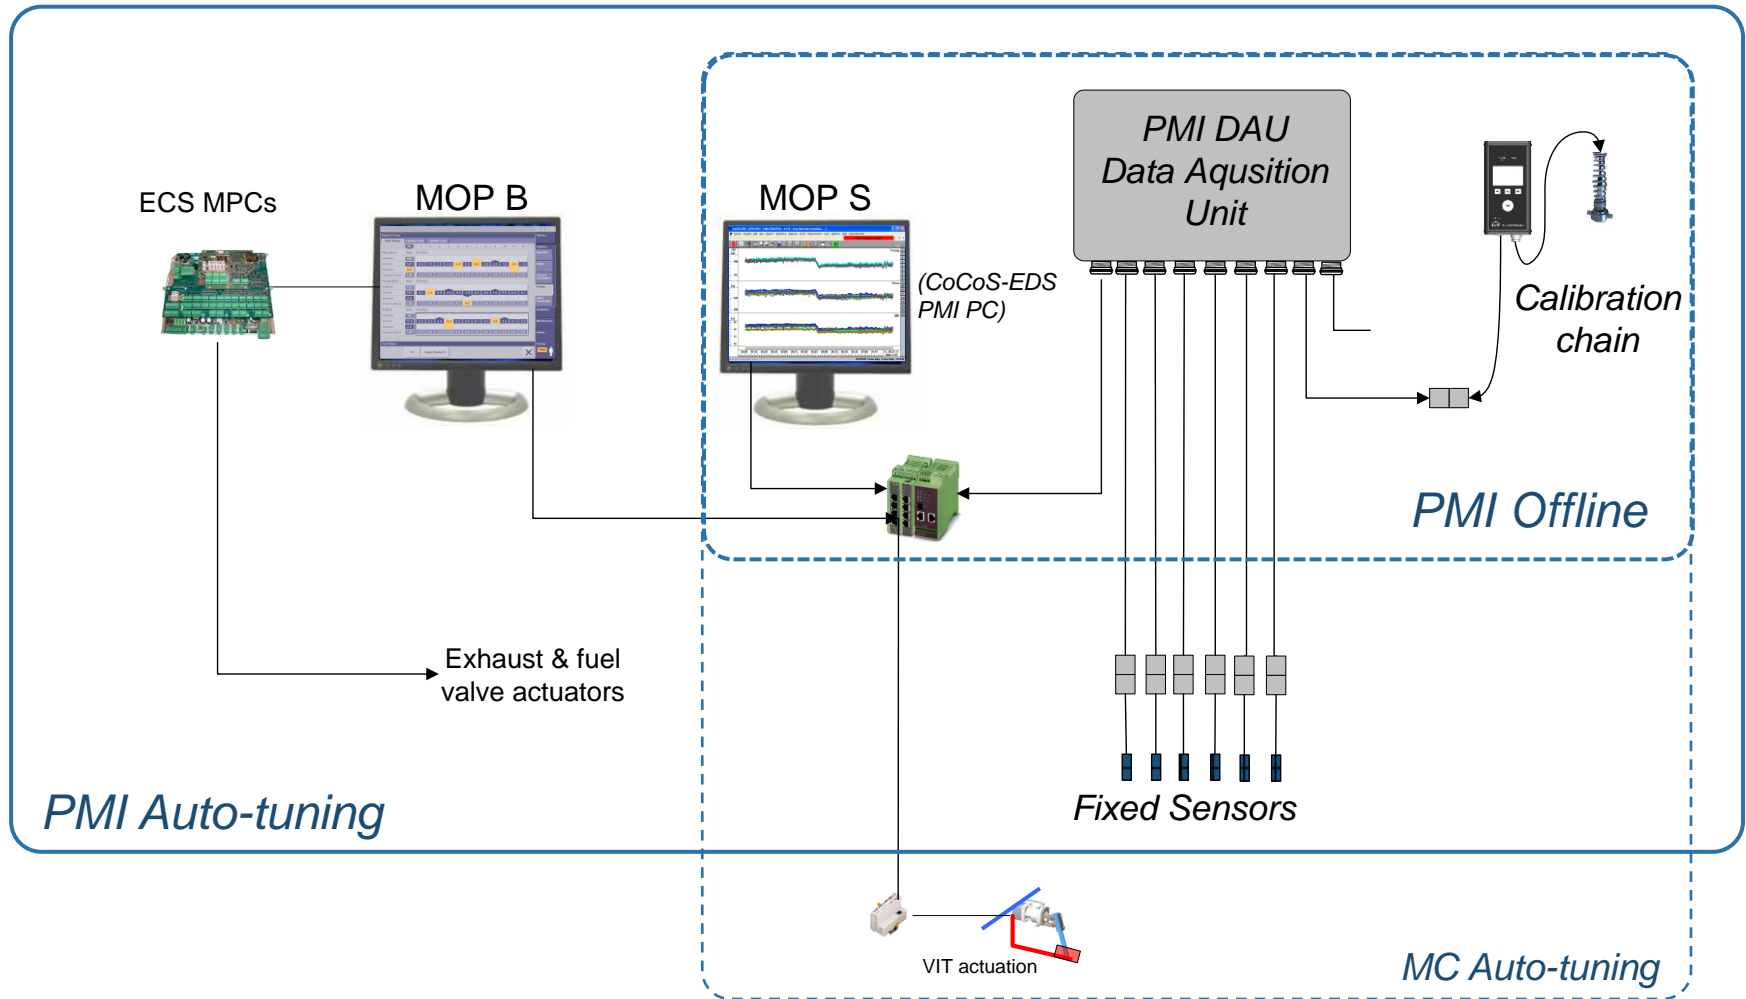 PMI DAU
Data Aqusition
Unit
ECS MPCs
MOP B
MOP S
(CoCoS-EDS
PMI PC)
Calibration
chain
PMI Offline
Exhaust & fuel
valve actuators
Fixed Sensors
PMI Auto-tuning
VIT actuation
MC Auto-tuning